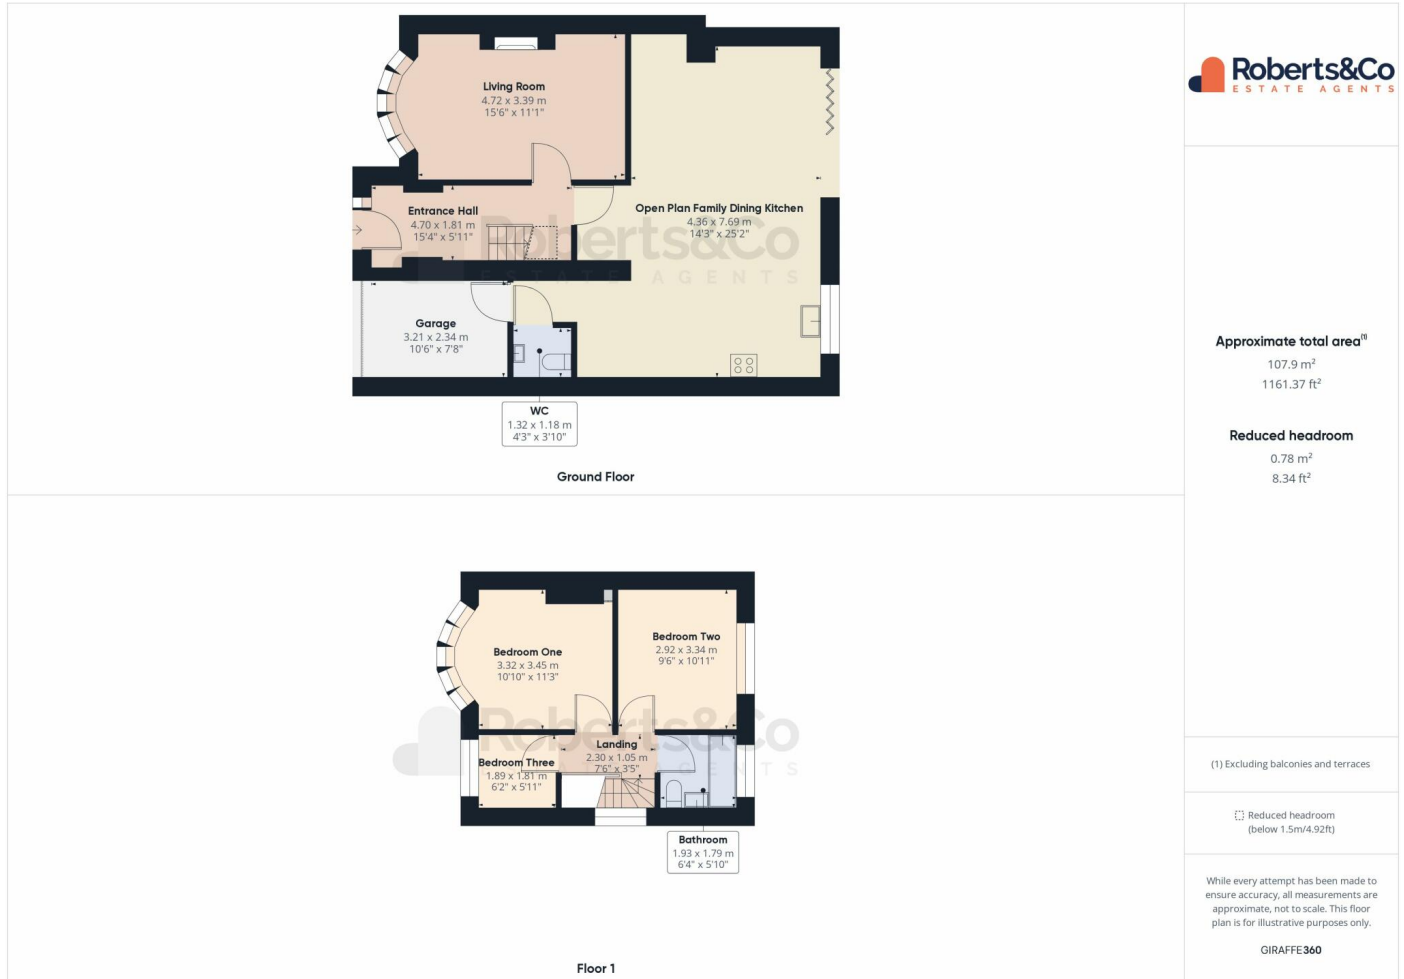 Living Room
4.72 x 3.39 m
15'6" x 11'1"
Entrance Hall
4.70 x 1.81 m
15'4" x 5'11"
Open Plan Family Dining Kitchen
4.36 x 7.69 m
14'3" x 25'2"
Roberts&Co
ESTATE AGENTS
Garage
3.21 x 2.34 m
10'6" x 7'8"
WC
1.32 x 1.18 m
4'3" x 3'10"
Ground Floor
Bedroom One
3.32 x 3.45 m
10'10" x 11'3"
Bedroom Two
2.92 x 3.34 m
9'6" x 10'11"
Roberts&Co
ESTATE AGENTS
Landing
2.30 x 1.05 m
7'6" x 3'5"
Bedroom Three
1.89 x 1.81 m
6'2" x 5'11"
Bathroom
1.93 x 1.79 m
6'4" x 5'10"
Floor 1
Roberts&Co
ESTATE AGENTS
Approximate total area(1)
107.9 m²
1161.37 ft²
Reduced headroom
0.78 m²
8.34 ft²
(1) Excluding balconies and terraces
Reduced headroom
(below 1.5m/4.92ft)
While every attempt has been made to
ensure accuracy, all measurements are
approximate, not to scale. This floor
plan is for illustrative purposes only.
GIRAFFE360